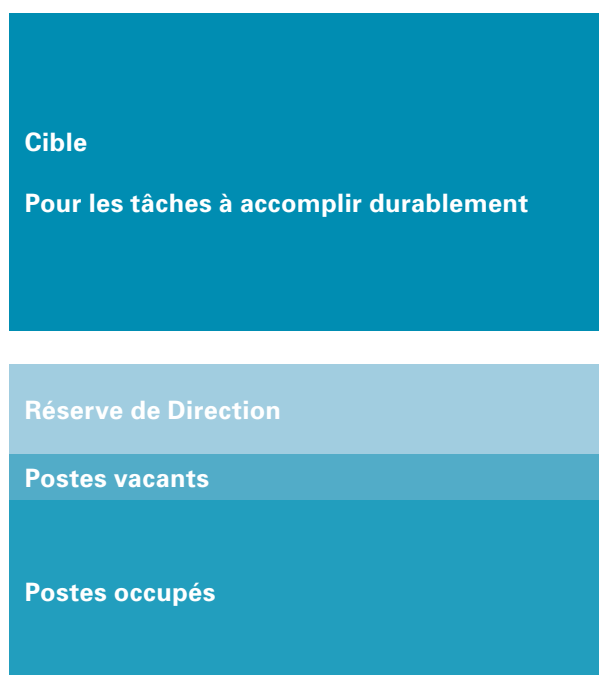 Cible
Pour les tâches à accomplir durablement
Réserve de Direction
Postes vacants
Postes occupés